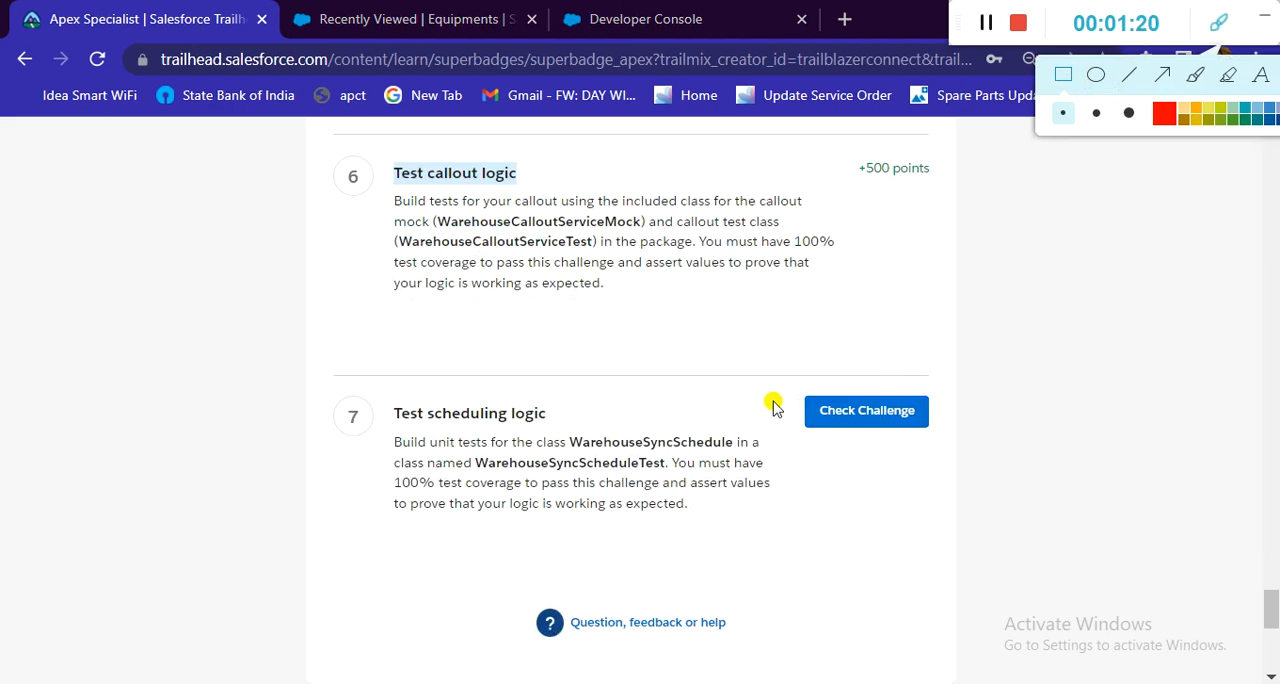 Apex Specialist | Salesforce Trailh
Recently Viewed | Equipments | S
Developer Console
00:01:20
trailhead.salesforce.com/content/learn/superbadges/superbadge_apex?trailmix_creator_id=trailblazerconnect&trail...
Idea Smart WiFi
State Bank of India
apct
New Tab
Gmail - FW: DAY WI...
Home
Update Service Order
Spare Parts Upda
A
6
Test callout logic
+500 points
Build tests for your callout using the included class for the callout
mock (WarehouseCalloutServiceMock) and callout test class
(WarehouseCalloutServiceTest) in the package. You must have 100%
test coverage to pass this challenge and assert values to prove that
your logic is working as expected.
7
Test scheduling logic
Check Challenge
Build unit tests for the class WarehouseSyncSchedule in a
class named WarehouseSyncScheduleTest. You must have
100% test coverage to pass this challenge and assert values
to prove that your logic is working as expected.
? Question, feedback or help
Activate Windows
Go to Settings to activate Windows.